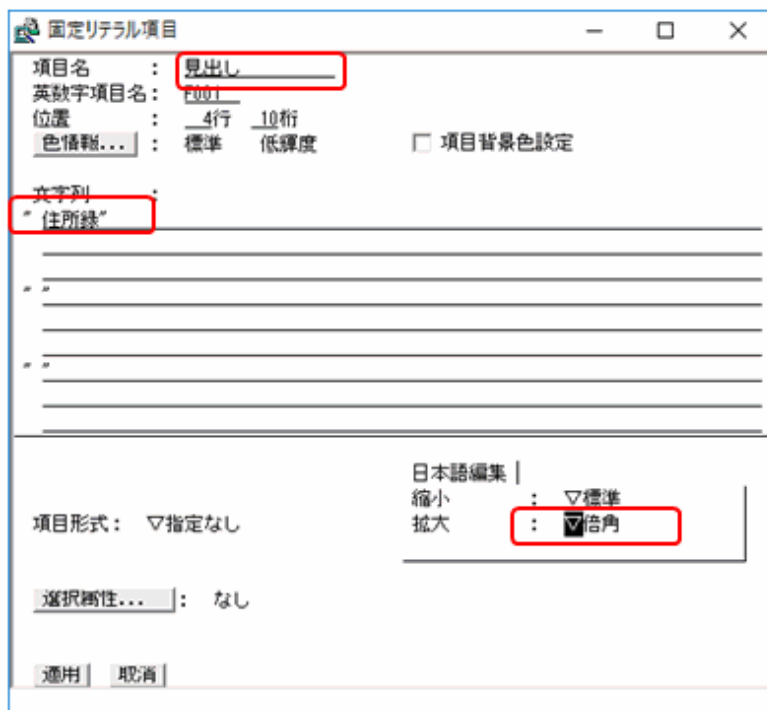 固定リテラル項目
項目名 : 見出し
英数字項目名: F001
位置 : 4行 10桁
色情報... : 標準 低輝度 項目背景色設定
文字列 :
" 住所録"
" "
" "
日本語編集
縮小 : ▽標準
項目形式: ▽指定なし 拡大 : ▽倍角
選択属性... : なし
適用 取消